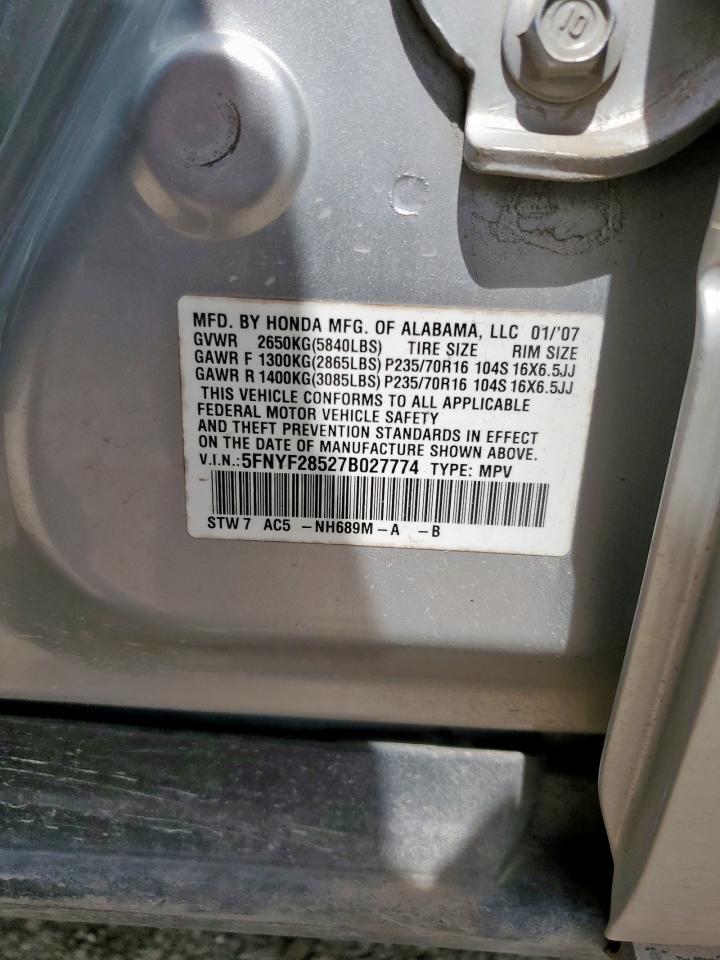 10
MFD. BY HONDA MFG. OF ALABAMA, LLC 01/'07
GVWR 2650KG(5840LBS) TIRE SIZE RIM SIZE
GAWR F 1300KG(2865LBS) P235/70R16 104S 16X6.5JJ
GAWR R 1400KG(3085LBS) P235/70R16 104S 16X6.5JJ
THIS VEHICLE CONFORMS TO ALL APPLICABLE
FEDERAL MOTOR VEHICLE SAFETY
AND THEFT PREVENTION STANDARDS IN EFFECT
ON THE DATE OF MANUFACTURE SHOWN ABOVE.
V.I.N.:5FNYF28527B027774 TYPE: MPV
STW7 AC5 -NH689M-A -B